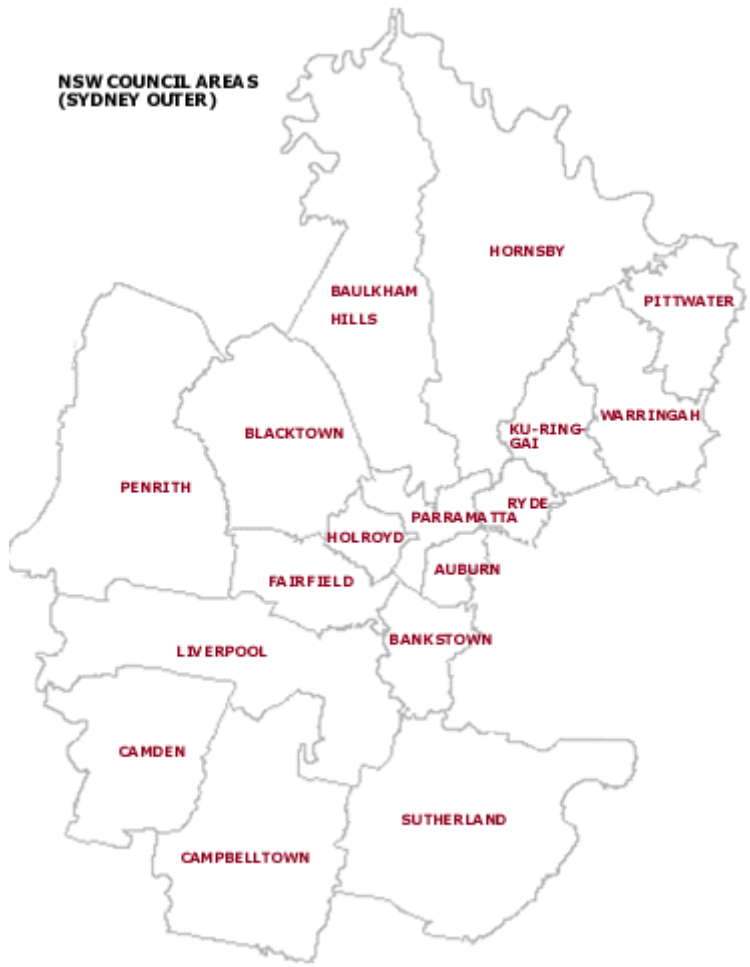 NSW COUNCIL AREAS
(SYDNEY OUTER)
HORNSBY
BAULKHAM
HILLS
PITTWATER
WARRINGAH
KU-RING-
GAI
BLACKTOWN
PENRITH
RYDE
PARRAMATTA
HOLROYD
AUBURN
FAIRFIELD
BANKSTOWN
LIVERPOOL
CAMDEN
SUTHERLAND
CAMPBELLTOWN